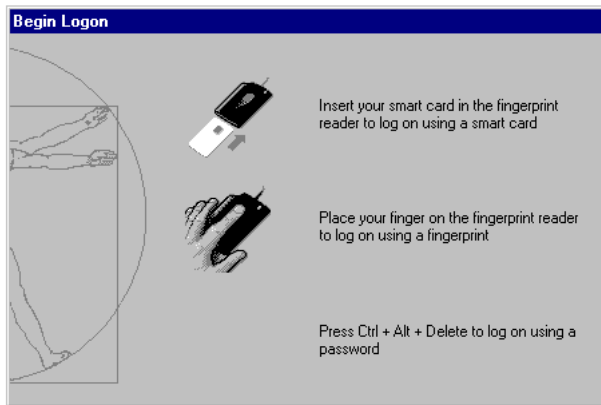 Begin Logon
Insert your smart card in the fingerprint
reader to log on using a smart card
Place your finger on the fingerprint reader
to log on using a fingerprint
Press Ctrl + Alt + Delete to log on using a
password